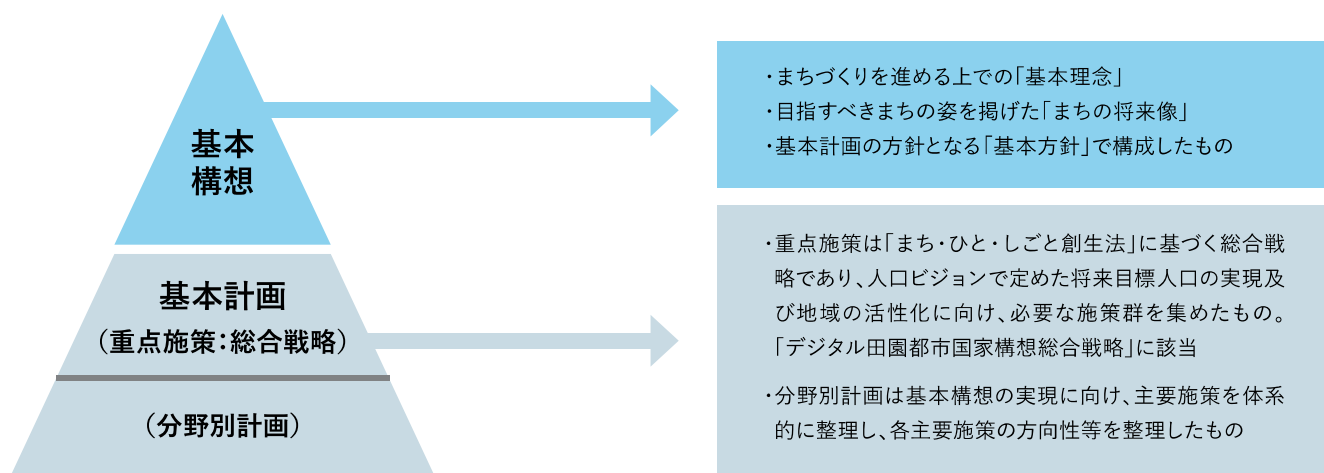 基本
構想
・まちづくりを進める上での「基本理念」
・目指すべきまちの姿を掲げた「まちの将来像」
・基本計画の方針となる「基本方針」で構成したもの
基本計画
（重点施策：総合戦略）
（分野別計画）
・重点施策は「まち・ひと・しごと創生法」に基づく総合戦
略であり、人口ビジョンで定めた将来目標人口の実現及
び地域の活性化に向け、必要な施策群を集めたもの。
「デジタル田園都市国家構想総合戦略」に該当
・分野別計画は基本構想の実現に向け、主要施策を体系
的に整理し、各主要施策の方向性等を整理したもの